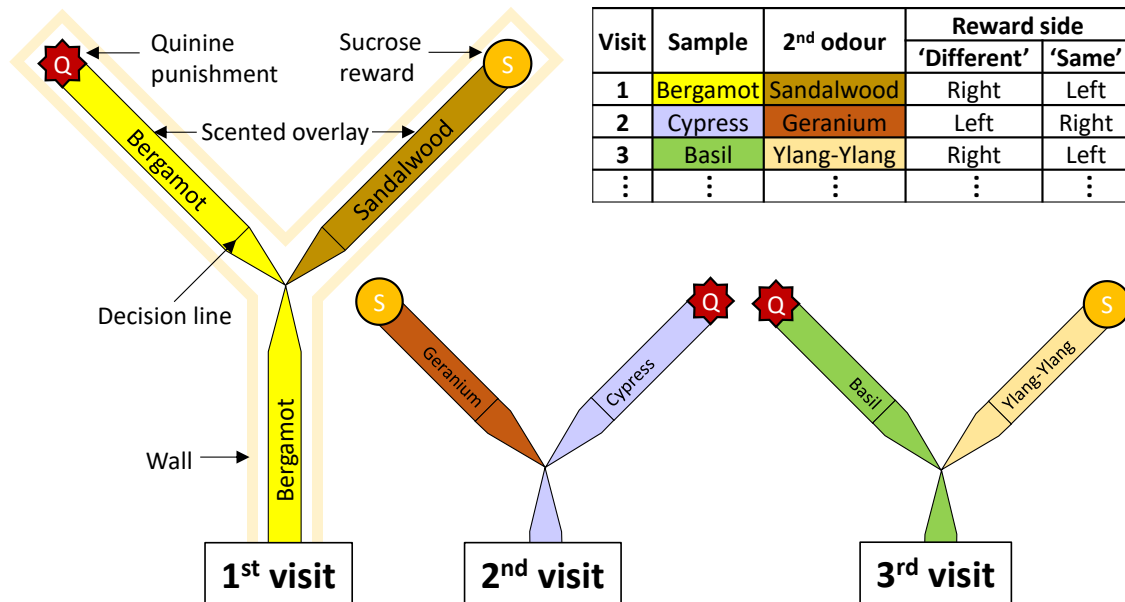 Q
Quinine
punishment
Sucrose
reward
S
Scented overlay
Bergamot
Sandalwood
Decision line
Wall
Bergamot
1st visit
Visit Sample 2nd odour Reward side
‘Different’ ‘Same’
1 Bergamot Sandalwood Right Left
2 Cypress Geranium Left Right
3 Basil Ylang-Ylang Right Left
⋮ ⋮ ⋮ ⋮ ⋮
S
Q
Geranium
Cypress
2nd visit
Q
S
Basil
Ylang-Ylang
3rd visit